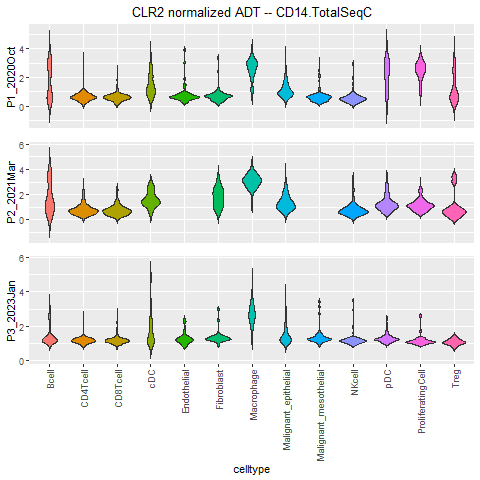 CLR2 normalized ADT -- CD14.TotalSeqC
P1_2020Oct
4
2
0
P2_2021Mar
6
4
2
0
P3_2023Jan
6
4
2
0
Bcell
CD4Tcell
CD8Tcell
cDC
Endothelial
Fibroblast
Macrophage
Malignant_epithelial
Malignant_mesothelial
NKcell
pDC
ProliferatingCell
Treg
celltype